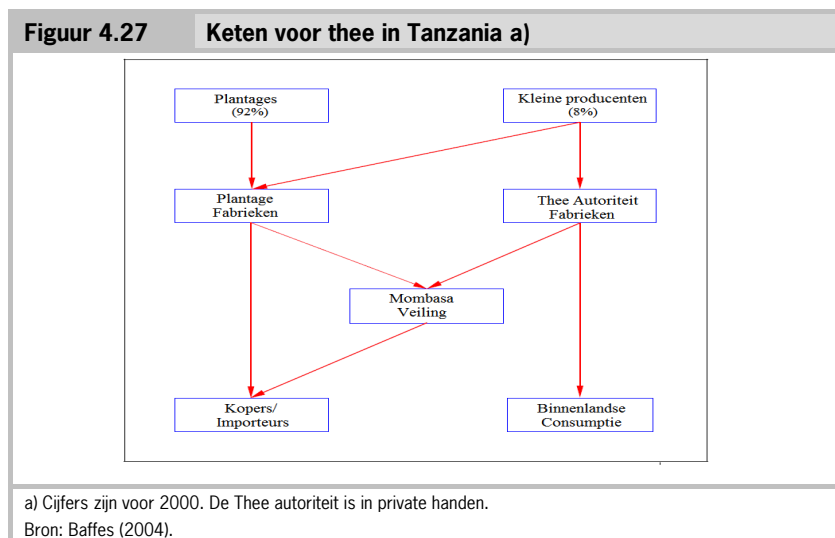 Figuur 4.27 Keten voor thee in Tanzania a)
Plantages
(92%)
Kleine producenten
(8%)
Plantage
Fabrieken
Thee Autoriteit
Fabrieken
Mombasa
Veiling
Kopers/
Importeurs
Binnenlandse
Consumptie
a) Cijfers zijn voor 2000. De Thee autoriteit is in private handen.
Bron: Baffes (2004).